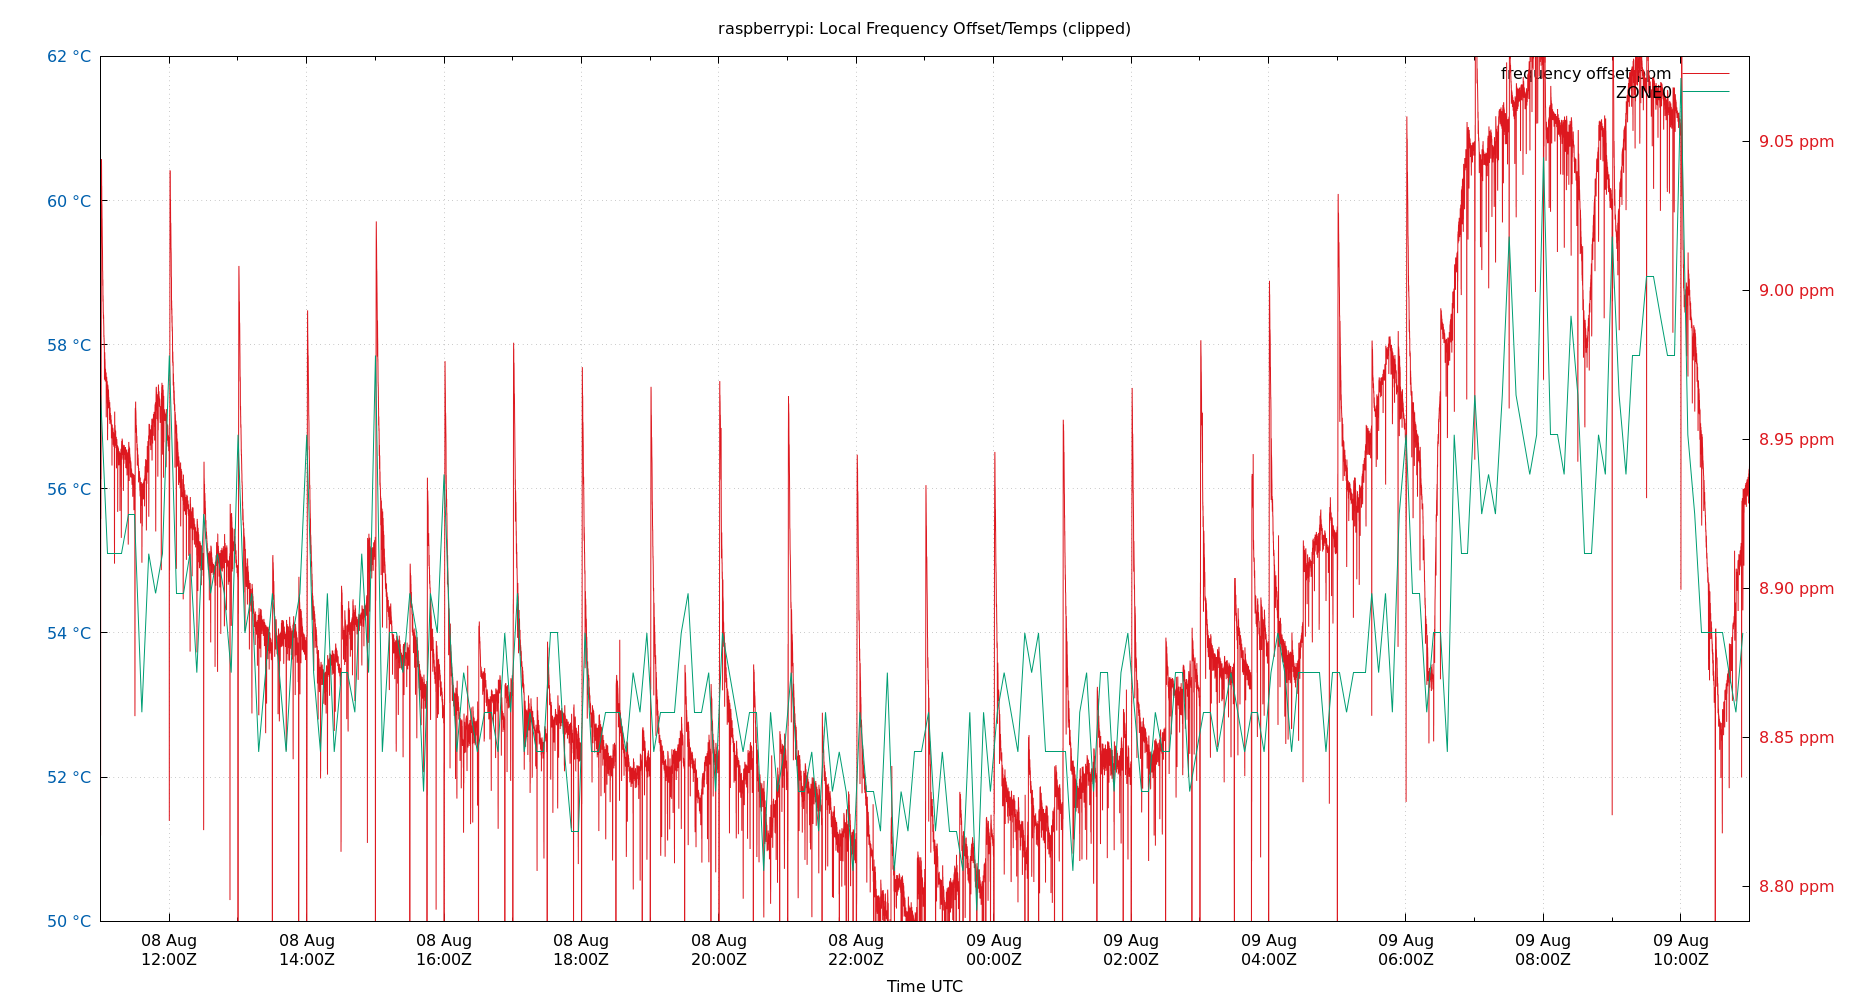 raspberrypi: Local Frequency Offset/Temps (clipped)
frequency offset ppm
ZONE0
62 °C
60 °C
58 °C
56 °C
54 °C
52 °C
50 °C
9.05 ppm
9.00 ppm
8.95 ppm
8.90 ppm
8.85 ppm
8.80 ppm
08 Aug 08 Aug 08 Aug 08 Aug 08 Aug 08 Aug 09 Aug 09 Aug 09 Aug 09 Aug 09 Aug 09 Aug
12:00Z 14:00Z 16:00Z 18:00Z 20:00Z 22:00Z 00:00Z 02:00Z 04:00Z 06:00Z 08:00Z 10:00Z
Time UTC